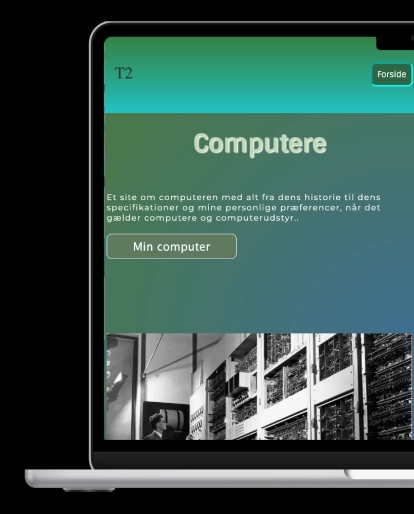 T2
Forside
Computere
Et site om computeren med alt fra dens historie til dens
specifikationer og mine personlige præferencer, når det
gælder computere og computerudstyr..
Min computer